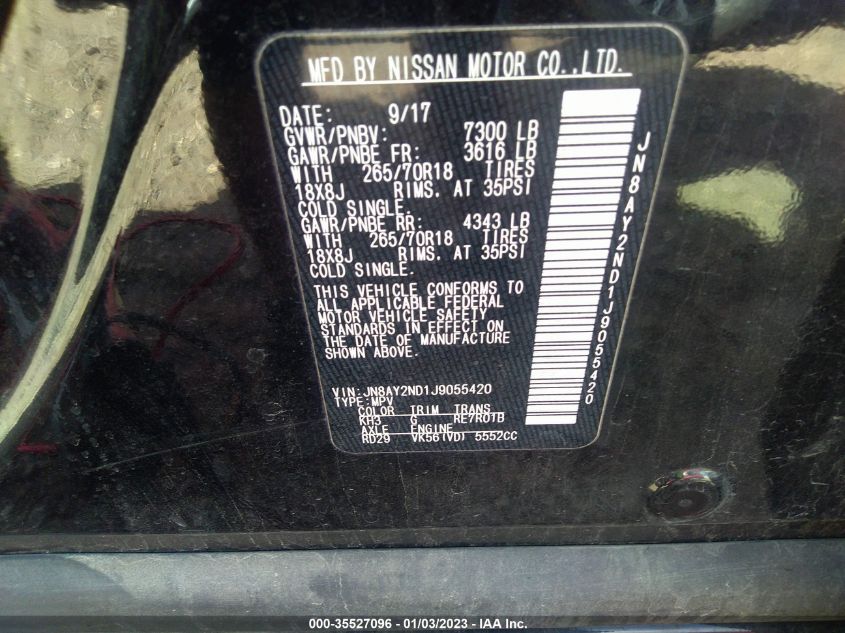 MFD BY NISSAN MOTOR CO.,LTD.
DATE: 9/17
GVWR/PNBV: 7300 LB
GAWR/PNBE FR: 3616 LB
WITH 265/70R18 TIRES
18X8J RIMS. AT 35PSI
COLD SINGLE.
GAWR/PNBE RR: 4343 LB
WITH 265/70R18 TIRES
18X8J RIMS. AT 35PSI
COLD SINGLE.
THIS VEHICLE CONFORMS TO
ALL APPLICABLE FEDERAL
MOTOR VEHICLE SAFETY
STANDARDS IN EFFECT ON
THE DATE OF MANUFACTURE
SHOWN ABOVE.
VIN:JN8AY2ND1J9055420
TYPE:MPV
COLOR TRIM TRANS
KH3 G RE7R01B
AXLE ENGINE
RD29 VK56(VD) 5552CC
JN8AY2ND1J9055420
000-35527096 - 01/03/2023 - IAA Inc.